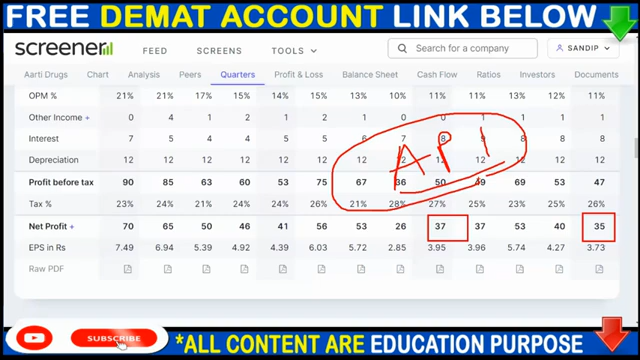 FREE DEMAT ACCOUNT LINK BELOW
screener FEED SCREENS TOOLS Search for a company SANDIP
Aarti Drugs Chart Analysis Peers Quarters Profit & Loss Balance Sheet Cash Flow Ratios Investors Documents
OPM % 21% 21% 17% 15% 14% 15% 13% 10% 11% 11% 13% 12% 11%
Other Income + 0 4 1 2 1 2 1 0 0 1 1 1 1
Interest 7 5 4 4 5 5 6 7 8 9 8 8 8
Depreciation 12 12 12 12 12 12 12 12 12 12 12 12 12
Profit before tax 90 85 63 60 53 75 67 36 50 49 69 53 47
Tax % 23% 24% 21% 24% 24% 26% 21% 28% 27% 25% 23% 25% 26%
Net Profit + 70 65 50 46 41 56 53 26 37 37 53 40 35
EPS in Rs 7.49 6.94 5.39 4.92 4.39 6.03 5.72 2.85 3.95 3.96 5.74 4.27 3.73
Raw PDF
API
SUBSCRIBE
*ALL CONTENT ARE EDUCATION PURPOSE